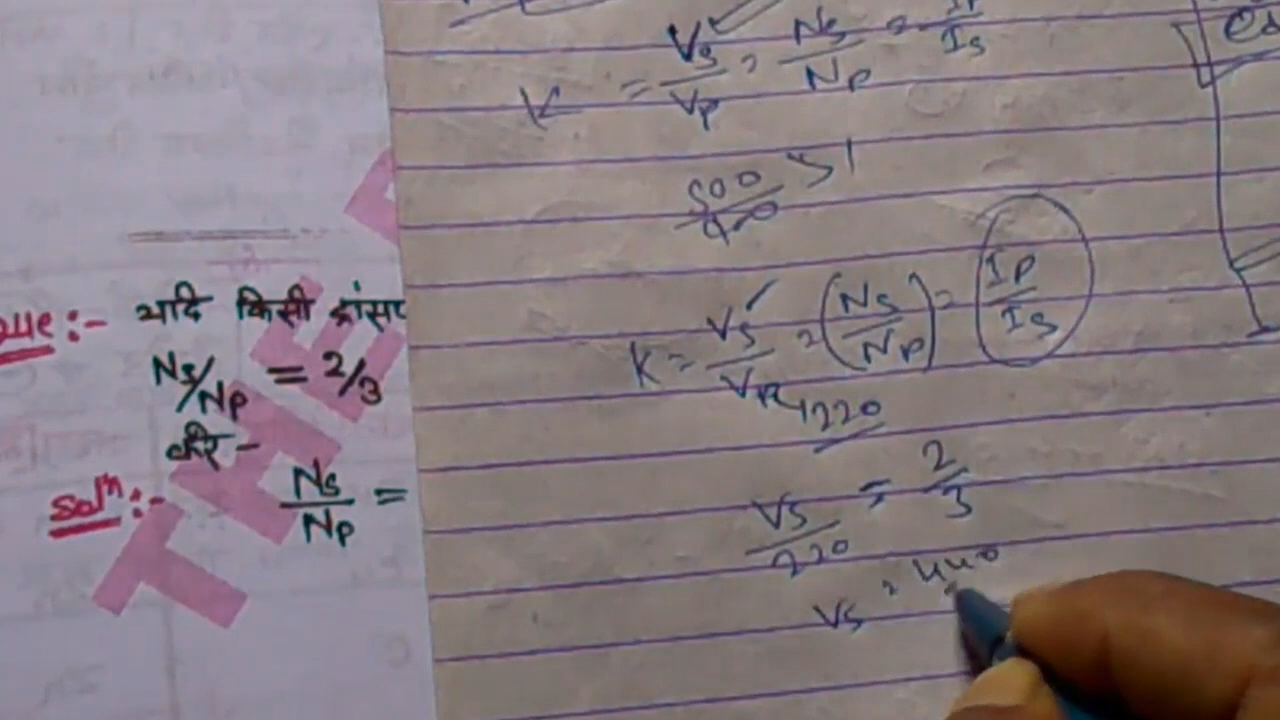 K = Vs/Vp = Ns/Np = Ip/Is
500/400 > 1
यदि किसी
Ns/Np = 2/3
करि -
Solⁿ :- Ns/Np =
K = Vs/Vp = (Ns/Np) = Ip/Is
220
Vs/220 = 2/3
Vs = 440